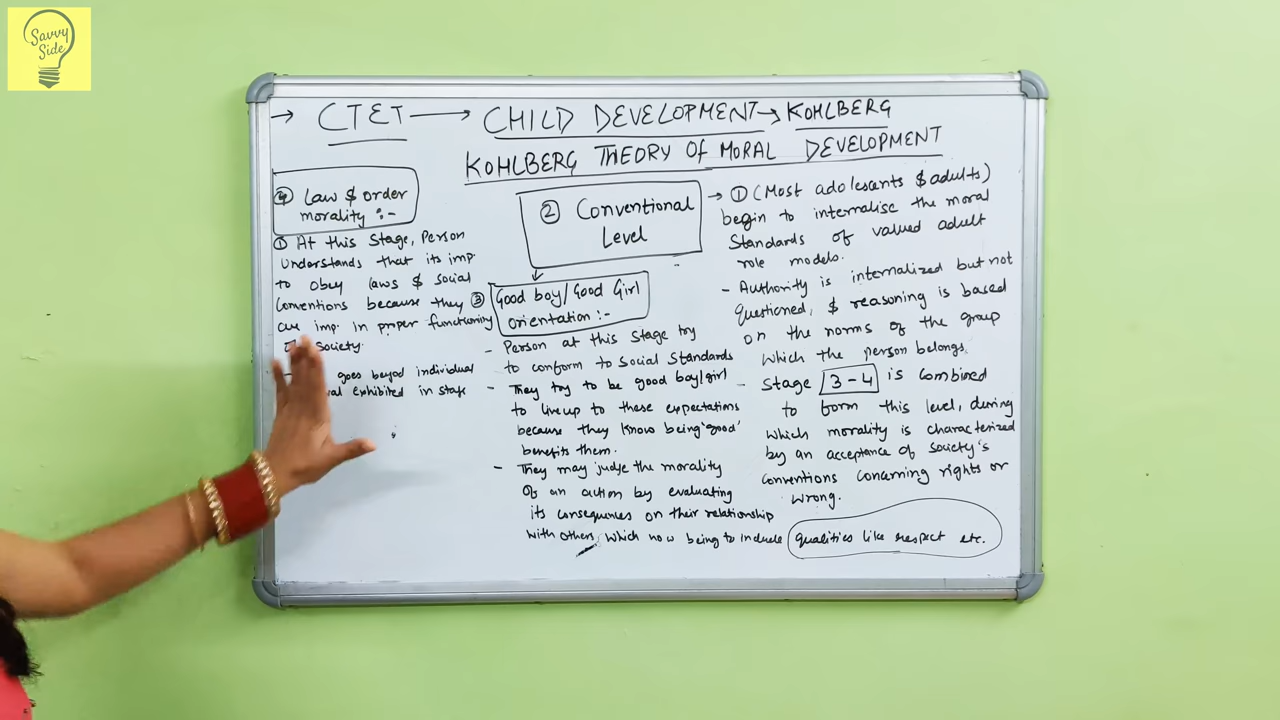 Savvy
Side
→ CTET → CHILD DEVELOPMENT → KOHLBERG
KOHLBERG THEORY OF MORAL DEVELOPMENT
④ Law & order
morality :-
① At this stage, Person
understands that its imp.
to obey laws & social
Conventions because they
are imp. in proper functioning
Society.
goes beyod individual
exhibited in stage
② Conventional
Level
③ Good boy/Good Girl
orientation :-
- Person at this stage try
to conform to Social Standards
- They try to be good boy/girl
to live up to these expectations
because they know being 'good'
benefits them.
- They may judge the morality
of an action by evaluating
its consequences on their relationship
with others, which now being to include qualities like respect etc.
→ ① (Most adolescents & adults)
begin to internalise the moral
Standards of valued adult
role models.
- Authority is internalized but not
questioned, & reasoning is based
on the norms of the group
which the person belongs.
- Stage 3-4 is combined
to form this level, during
which morality is characterized
by an acceptance of society's
conventions concerning rights or
wrong.